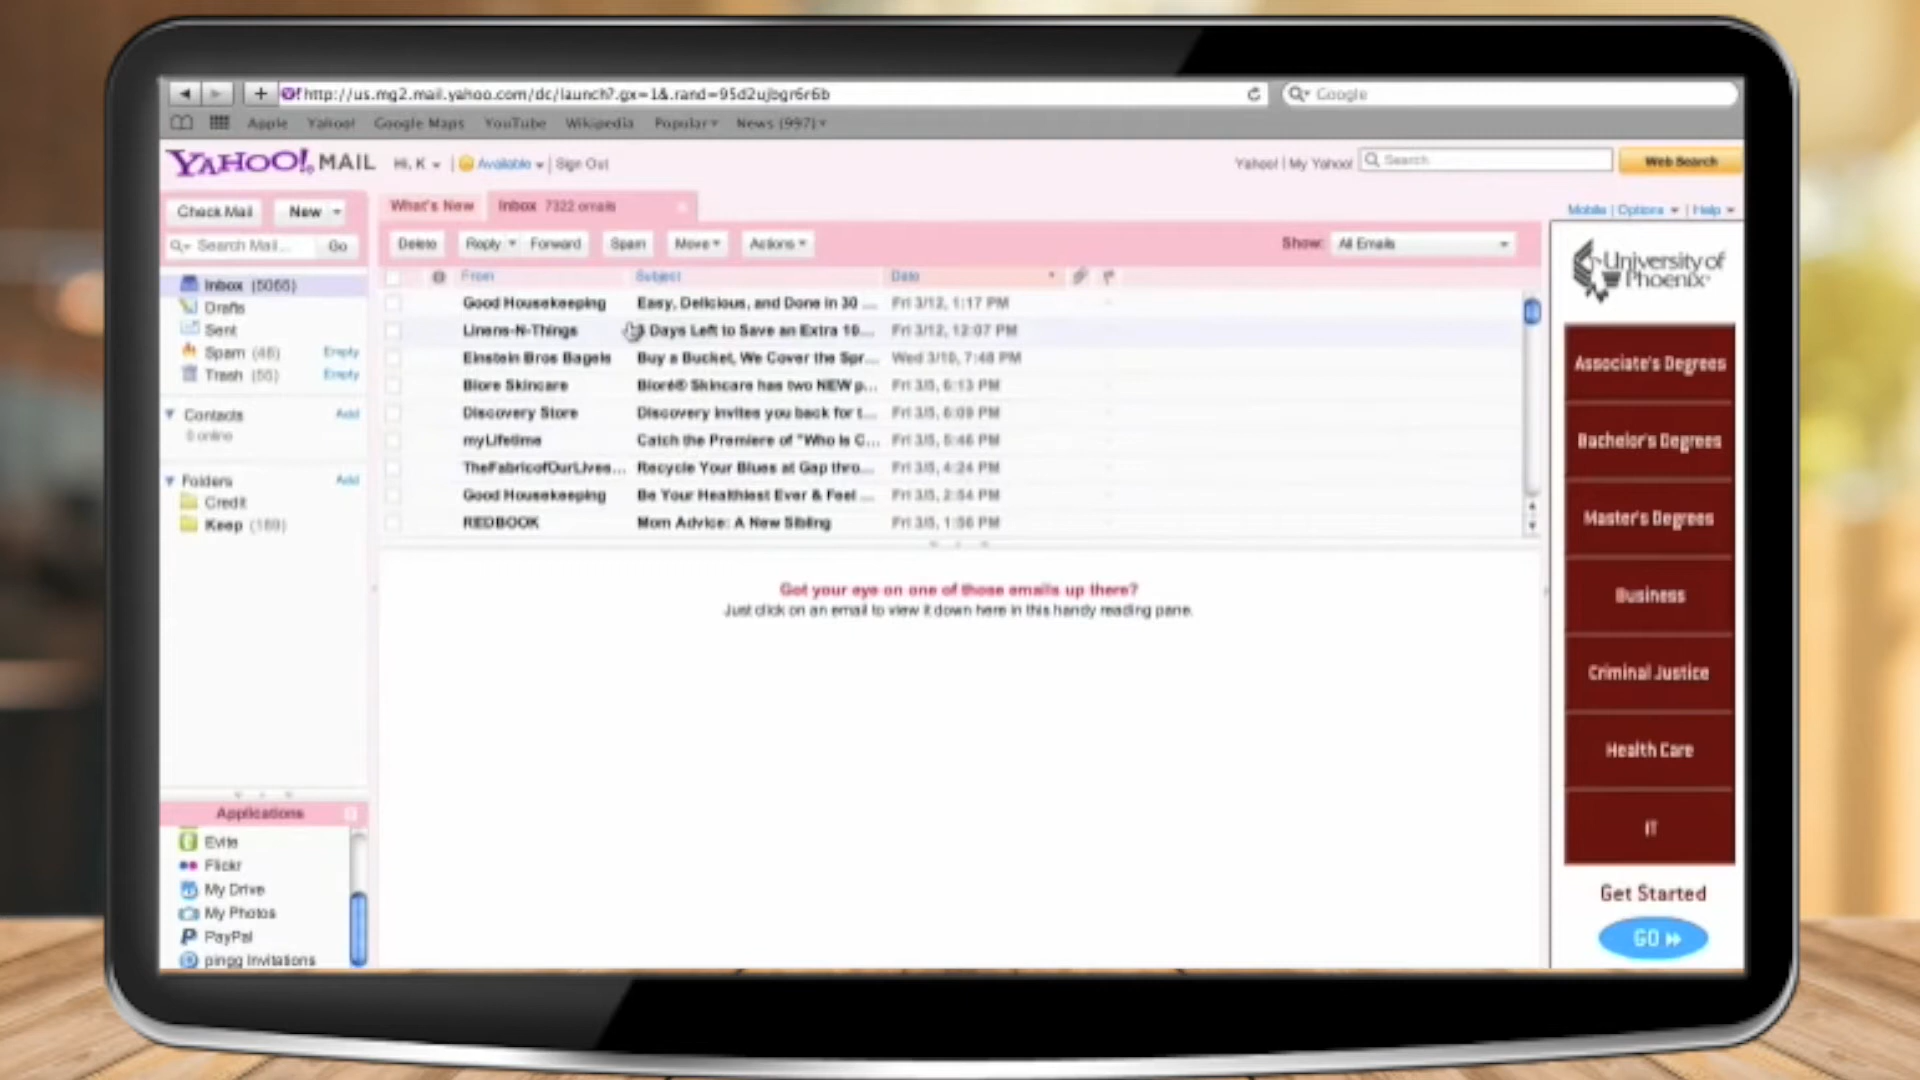 http://us.mg2.mail.yahoo.com/dc/launch?.gx=1&.rand=95d2ujbgr6r6b
Google
Apple Yahoo! Google Maps YouTube Wikipedia Popular News (997)
YAHOO! MAIL Hi, K Available Sign Out
Yahoo! | My Yahoo! Search Web Search
Check Mail New
What's New Inbox 7322 emails
Mobile | Options | Help
Search Mail... Go
Delete Reply Forward Spam Move Actions
Show: All Emails
From Subject Date
Inbox (5065)
Drafts
Sent
Spam (48) Empty
Trash (55) Empty
Contacts Add
0 online
Folders Add
Credit
Keep (169)
Good Housekeeping Easy, Delicious, and Done in 30 ... Fri 3/12, 1:17 PM
Linens-N-Things Days Left to Save an Extra 10... Fri 3/12, 12:07 PM
Einstein Bros Bagels Buy a Bucket, We Cover the Spr... Wed 3/10, 7:48 PM
Biore Skincare Bioré® Skincare has two NEW p... Fri 3/5, 6:13 PM
Discovery Store Discovery invites you back for t... Fri 3/5, 6:09 PM
myLifetime Catch the Premiere of "Who is C... Fri 3/5, 5:46 PM
TheFabricofOurLives... Recycle Your Blues at Gap thro... Fri 3/5, 4:24 PM
Good Housekeeping Be Your Healthiest Ever & Feel ... Fri 3/5, 2:54 PM
REDBOOK Mom Advice: A New Sibling Fri 3/5, 1:56 PM
Got your eye on one of those emails up there?
Just click on an email to view it down here in this handy reading pane.
Applications
Evite
Flickr
My Drive
My Photos
PayPal
pingg Invitations
University of
Phoenix
Associate's Degrees
Bachelor's Degrees
Master's Degrees
Business
Criminal Justice
Health Care
IT
Get Started
GO